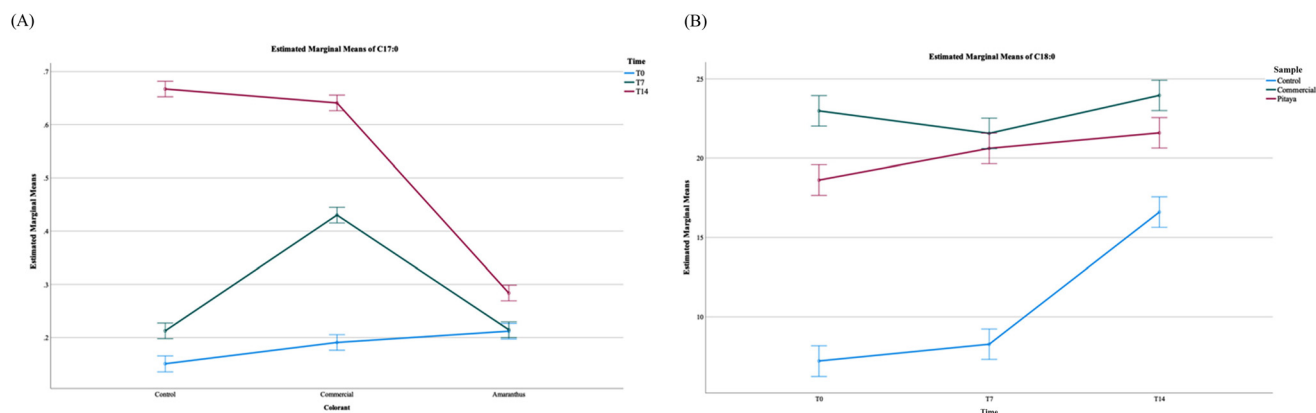 (A)
Estimated Marginal Means of C17:0
Time
T0
T7
T14
Estimated Marginal Means
.7
.6
.5
.4
.3
.2
Control
Commercial
Amaranthus
Colorant
(B)
Estimated Marginal Means of C18:0
Sample
Control
Commercial
Pitaya
Estimated Marginal Means
25
20
15
10
T0
T7
T14
Time